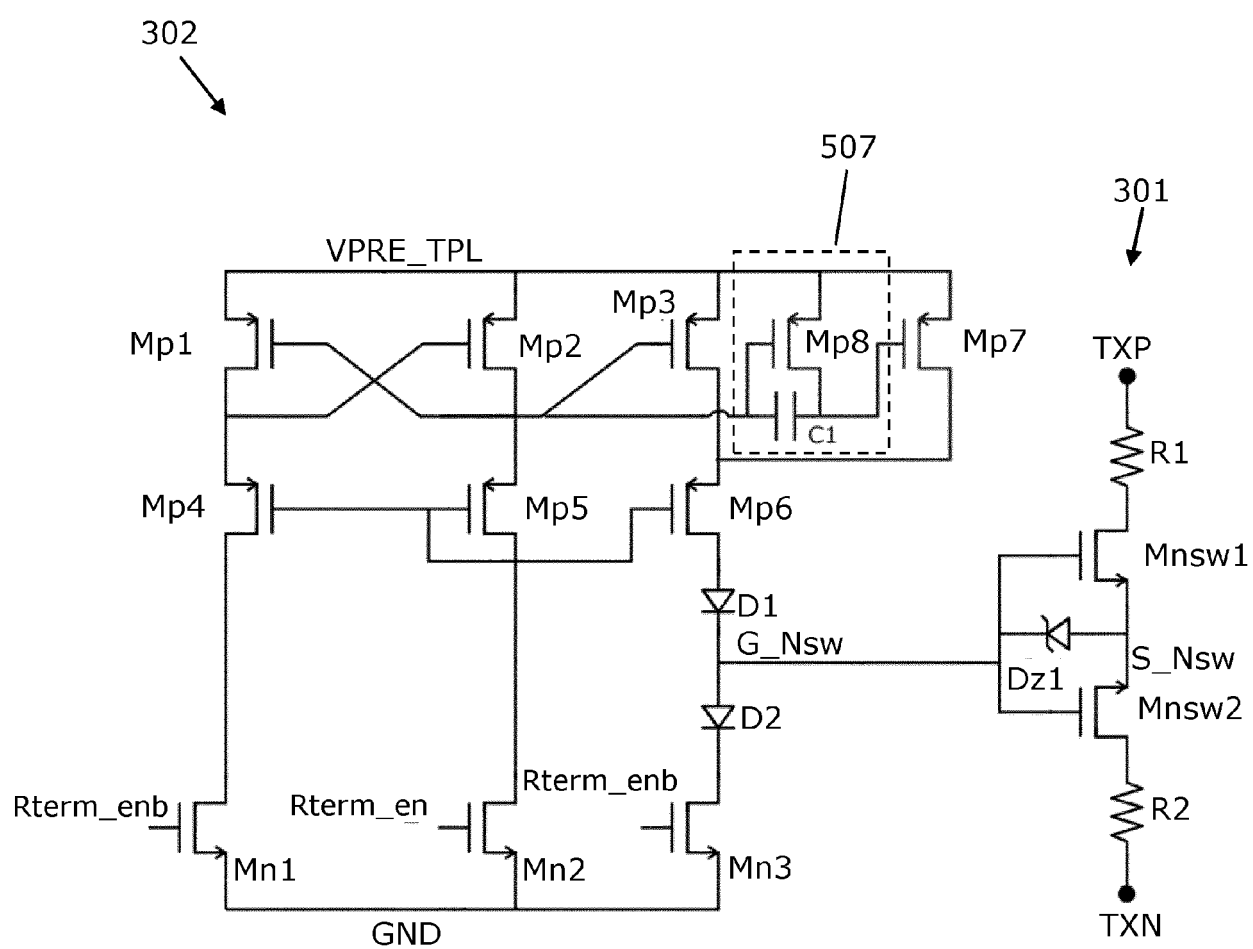 302
507
301
VPRE_TPL
Mp1
Mp2
Mp3
Mp8
Mp7
TXP
C1
R1
Mp4
Mp5
Mp6
Mnsw1
D1
G_Nsw
S_Nsw
Dz1
Mnsw2
D2
Rterm_enb
Rterm_en
Rterm_enb
R2
Mn1
Mn2
Mn3
GND
TXN